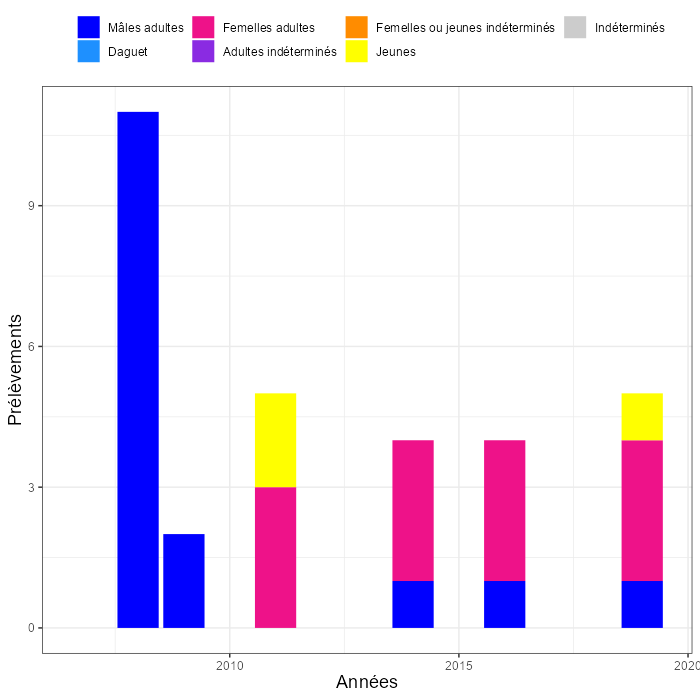 Mâles adultes Femelles adultes Femelles ou jeunes indéterminés Indéterminés
Daguet Adultes indéterminés Jeunes
Prélèvements
9
6
3
0
2010 2015 2020
Années